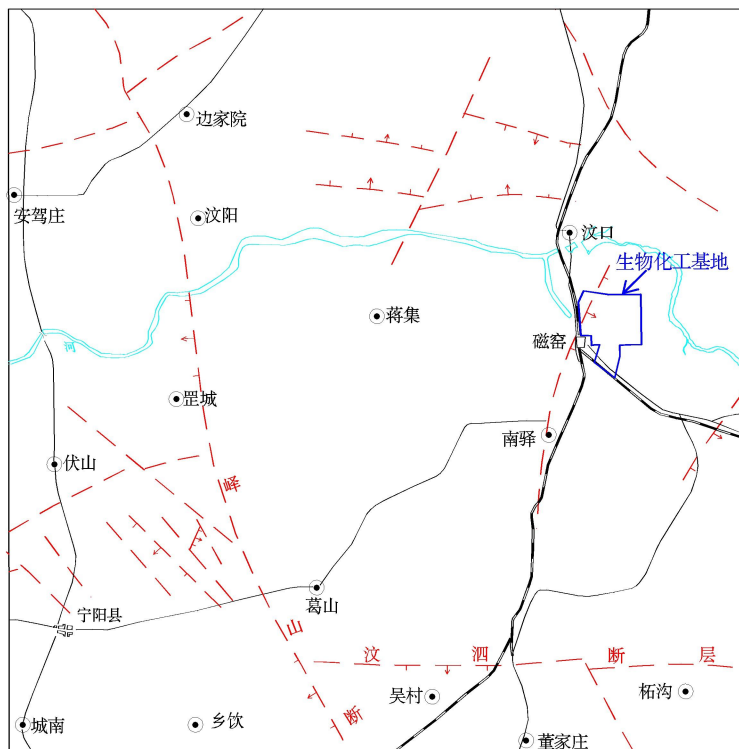 边家院
安驾庄
汶阳
汶口
生物化工基地
蒋集
磁窑
河
罡城
南驿
伏山
峄
葛山
宁阳县
山
汶泗断层
吴村
柘沟
断
城南
乡饮
董家庄